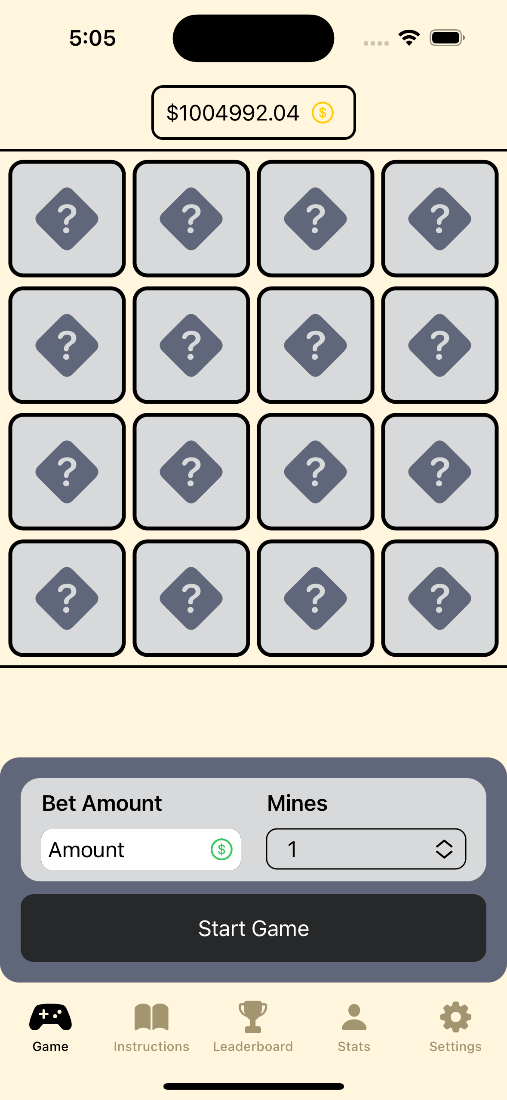 5:05
$1004992.04 $
? ? ? ?
? ? ? ?
? ? ? ?
? ? ? ?
Bet Amount Mines
Amount $ 1
Start Game
Game Instructions Leaderboard Stats Settings